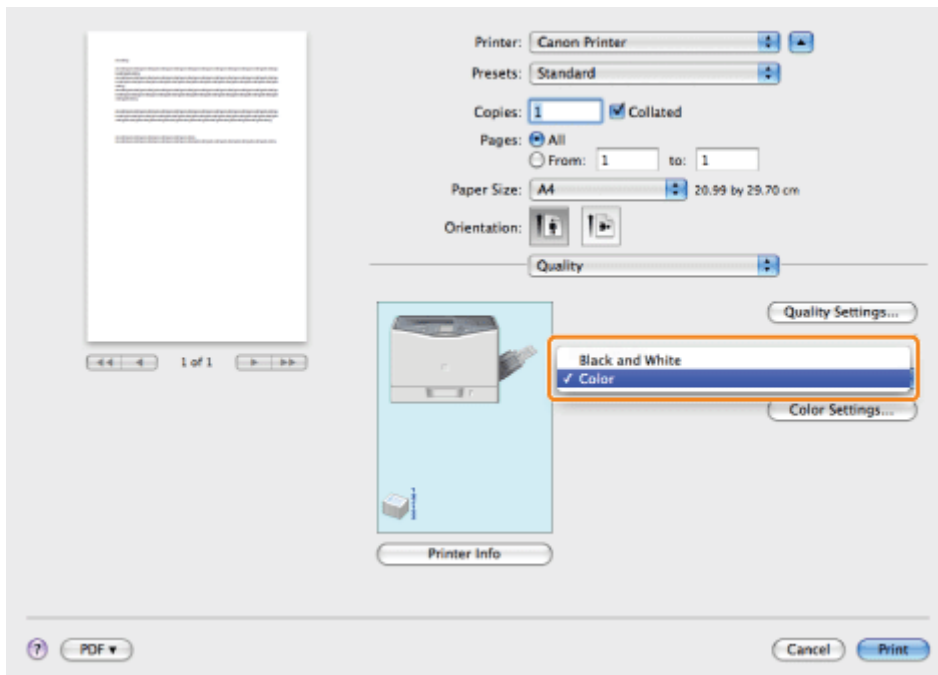 Printer: Canon Printer
Presets: Standard
Copies: 1 Collated
Pages: All
From: 1 to: 1
Paper Size: A4 20.99 by 29.70 cm
Orientation:
Quality
Quality Settings...
Black and White
✓ Color
Color Settings...
1 of 1
Printer Info
? PDF ▾
Cancel Print